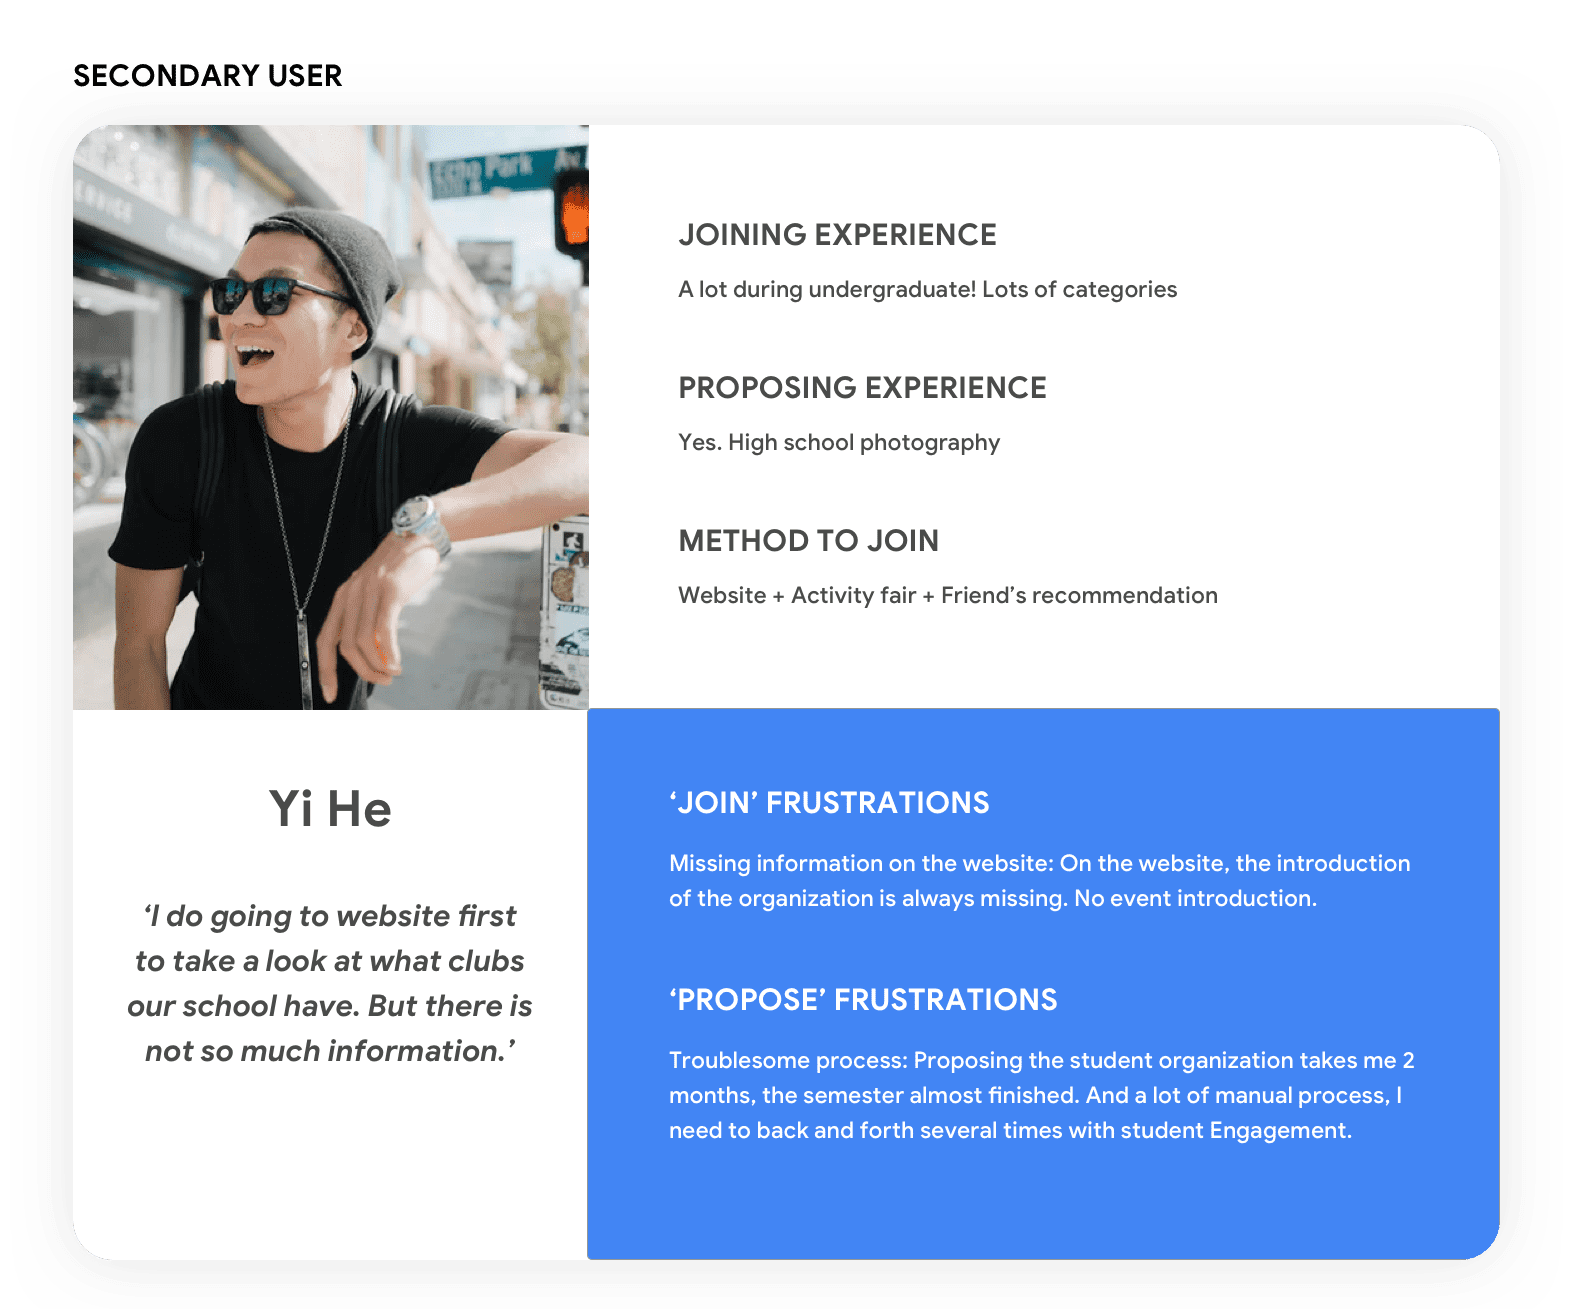 SECONDARY USER
Echo Park Av
JOINING EXPERIENCE
A lot during undergraduate! Lots of categories
PROPOSING EXPERIENCE
Yes. High school photography
METHOD TO JOIN
Website + Activity fair + Friend’s recommendation
Yi He
‘I do going to website first
to take a look at what clubs
our school have. But there is
not so much information.’
‘JOIN’ FRUSTRATIONS
Missing information on the website: On the website, the introduction
of the organization is always missing. No event introduction.
‘PROPOSE’ FRUSTRATIONS
Troublesome process: Proposing the student organization takes me 2
months, the semester almost finished. And a lot of manual process, I
need to back and forth several times with student Engagement.